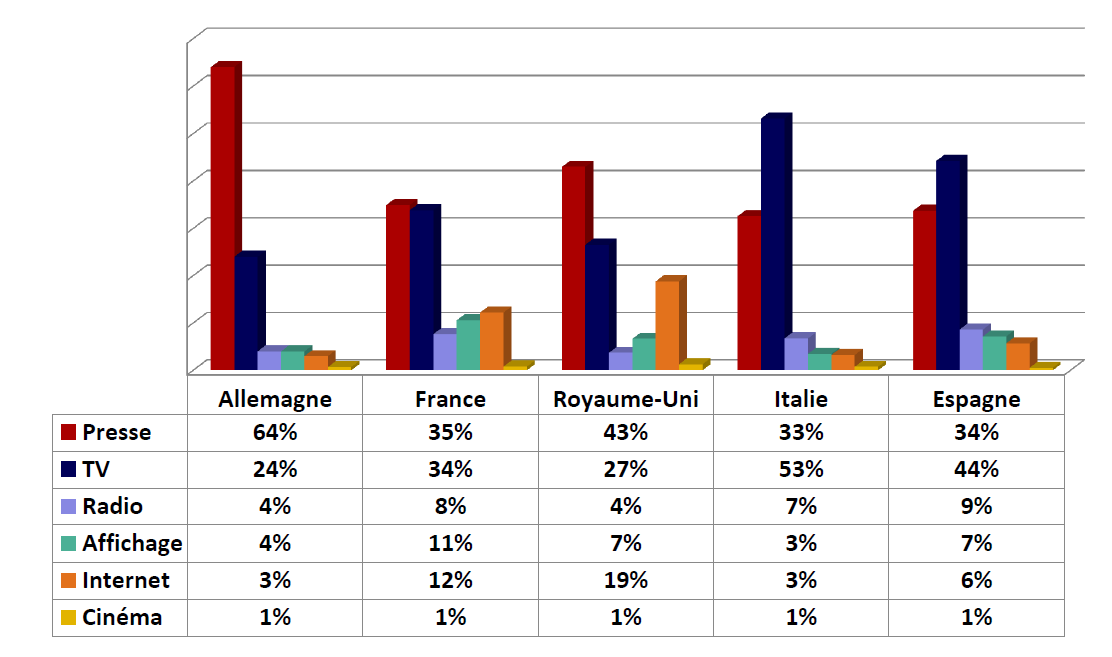 Allemagne France Royaume-Uni Italie Espagne
Presse 64% 35% 43% 33% 34%
TV 24% 34% 27% 53% 44%
Radio 4% 8% 4% 7% 9%
Affichage 4% 11% 7% 3% 7%
Internet 3% 12% 19% 3% 6%
Cinéma 1% 1% 1% 1% 1%